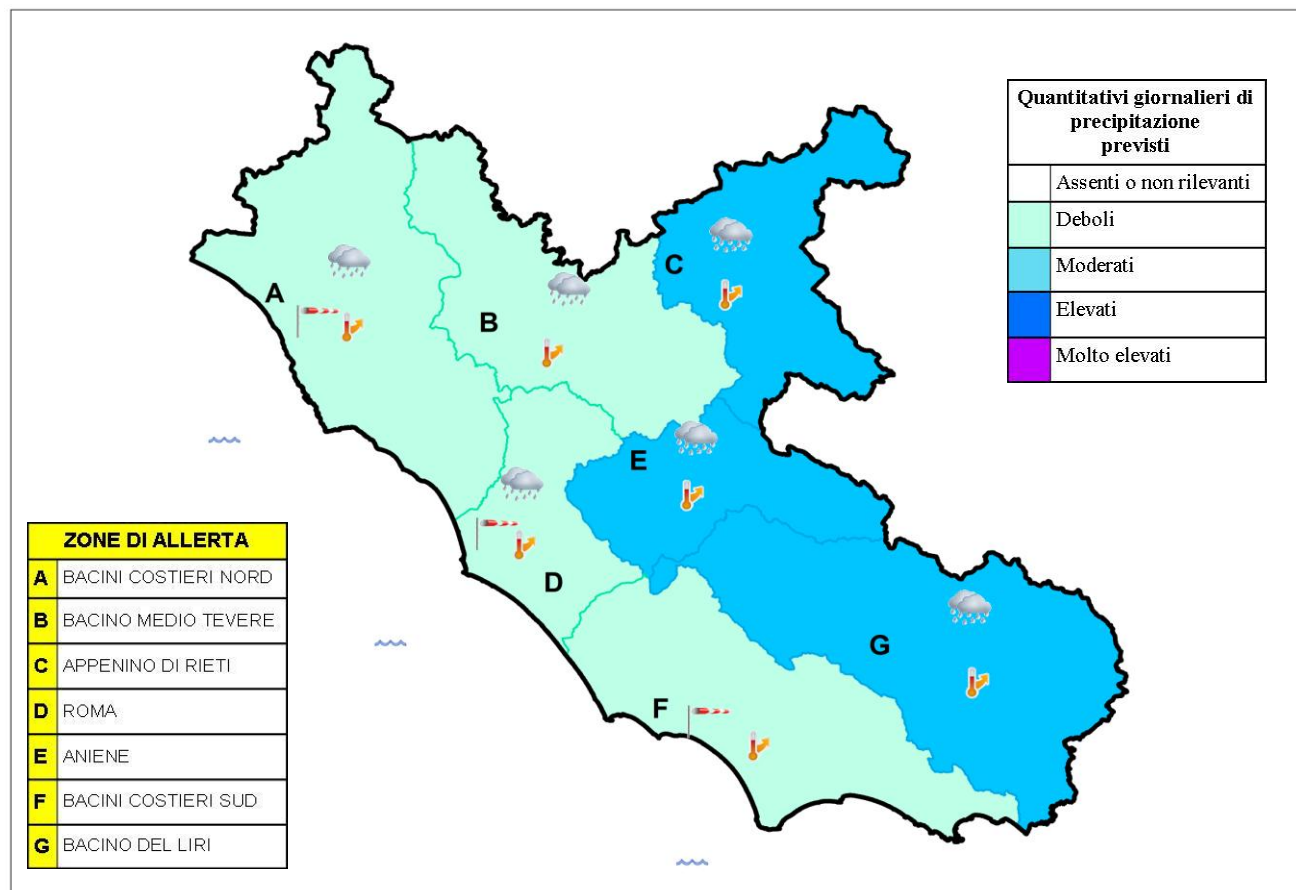 Quantitativi giornalieri di
precipitazione
previsti
Assenti o non rilevanti
Deboli
Moderati
Elevati
Molto elevati
A
B
C
D
E
F
G
ZONE DI ALLERTA
A BACINI COSTIERI NORD
B BACINO MEDIO TEVERE
C APPENINO DI RIETI
D ROMA
E ANIENE
F BACINI COSTIERI SUD
G BACINO DEL LIRI